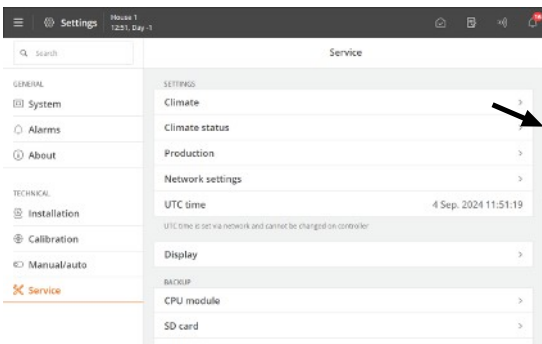 Settings
House 1
12:51, Day -1
Search
Service
GENERAL
System
Alarms
About
TECHNICAL
Installation
Calibration
Manual/auto
Service
SETTINGS
Climate
Climate status
Production
Network settings
UTC time 4 Sep. 2024 11:51:19
UTC time is set via network and cannot be changed on controller
Display
BACKUP
CPU module
SD card